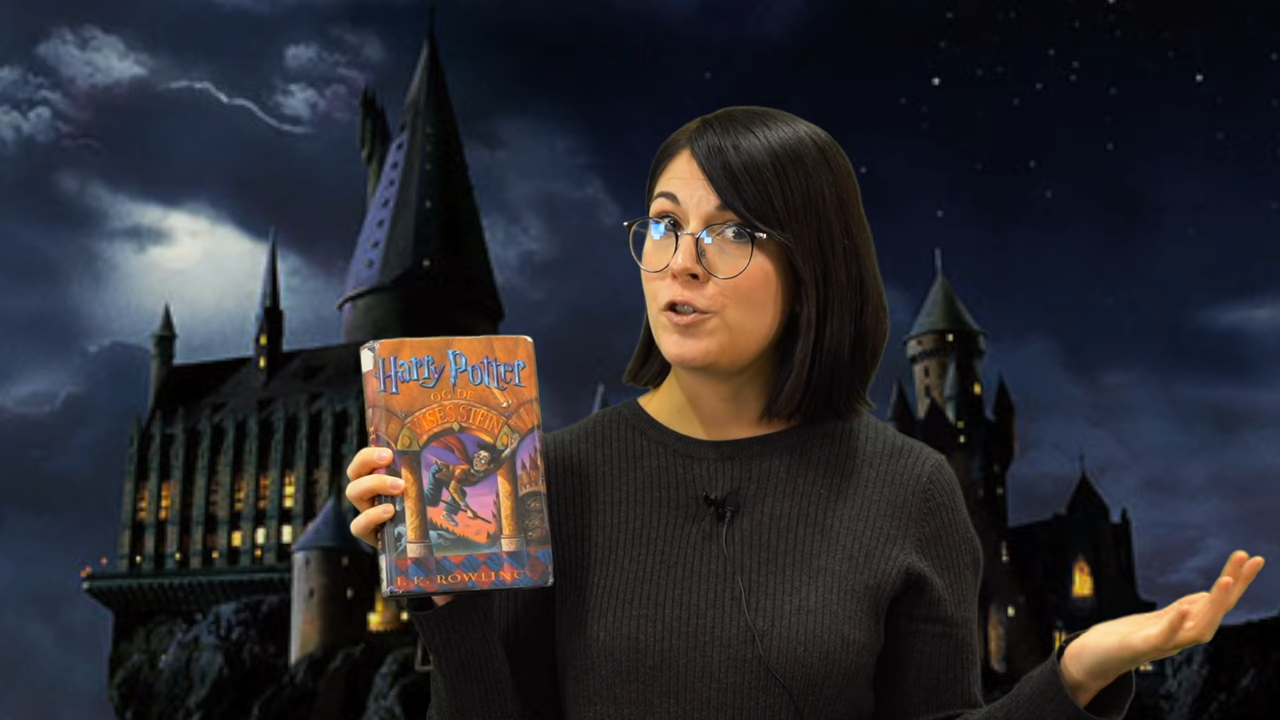 Harry Potter
OG DE
VISES STEIN
J. K. ROWLING